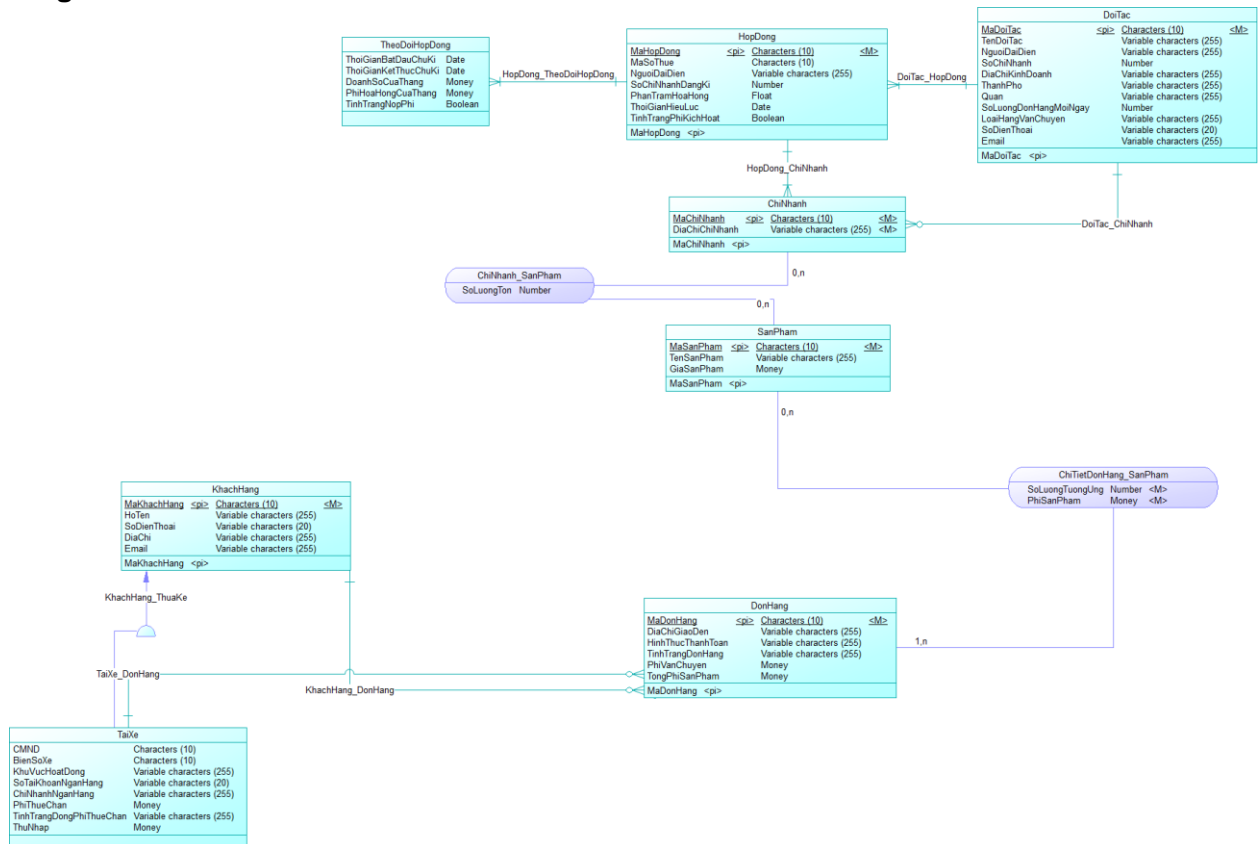 DoiTac
MaDoiTac <pi> Characters (10) <M>
TenDoiTac Variable characters (255)
NguoiDaiDien Variable characters (255)
SoChiNhanh Number
DiaChiKinhDoanh Variable characters (255)
ThanhPho Variable characters (255)
Quan Variable characters (255)
SoLuongDonHangMoiNgay Number
LoaiHangVanChuyen Variable characters (255)
SoDienThoai Variable characters (20)
Email Variable characters (255)
MaDoiTac <pi>
HopDong
MaHopDong <pi> Characters (10) <M>
MaSoThue Characters (10)
NguoiDaiDien Variable characters (255)
SoChiNhanhDangKi Number
PhanTramHoaHong Float
ThoiGianHieuLuc Date
TinhTrangPhiKichHoat Boolean
MaHopDong <pi>
TheoDoiHopDong
ThoiGianBatDauChuKi Date
ThoiGianKetThucChuKi Date
DoanhSoCuaThang Money
PhiHoaHongCuaThang Money
TinhTrangNopPhi Boolean
HopDong_TheoDoiHopDong
DoiTac_HopDong
HopDong_ChiNhanh
ChiNhanh
MaChiNhanh <pi> Characters (10) <M>
DiaChiChiNhanh Variable characters (255) <M>
MaChiNhanh <pi>
DoiTac_ChiNhanh
0,n
ChiNhanh_SanPham
SoLuongTon Number
0,n
SanPham
MaSanPham <pi> Characters (10) <M>
TenSanPham Variable characters (255)
GiaSanPham Money
MaSanPham <pi>
0,n
ChiTietDonHang_SanPham
SoLuongTuongUng Number <M>
PhiSanPham Money <M>
KhachHang
MaKhachHang <pi> Characters (10) <M>
HoTen Variable characters (255)
SoDienThoai Variable characters (20)
DiaChi Variable characters (255)
Email Variable characters (255)
MaKhachHang <pi>
KhachHang_ThuaKe
DonHang
MaDonHang <pi> Characters (10) <M>
DiaChiGiaoDen Variable characters (255)
HinhThucThanhToan Variable characters (255)
TinhTrangDonHang Variable characters (255)
PhiVanChuyen Money
TongPhiSanPham Money
MaDonHang <pi>
1,n
TaiXe_DonHang
KhachHang_DonHang
TaiXe
CMND Characters (10)
BienSoXe Characters (10)
KhuVucHoatDong Variable characters (255)
SoTaiKhoanNganHang Variable characters (20)
ChiNhanhNganHang Variable characters (255)
PhiThueChan Money
TinhTrangDongPhiThueChan Variable characters (255)
ThuNhap Money